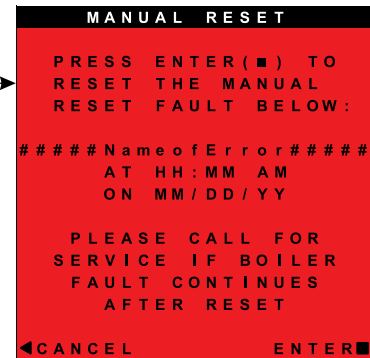 MANUAL RESET
PRESS ENTER(■) TO
RESET THE MANUAL
RESET FAULT BELOW:
#####NameofError#####
AT HH:MM AM
ON MM/DD/YY
PLEASE CALL FOR
SERVICE IF BOILER
FAULT CONTINUES
AFTER RESET
◀CANCEL ENTER■